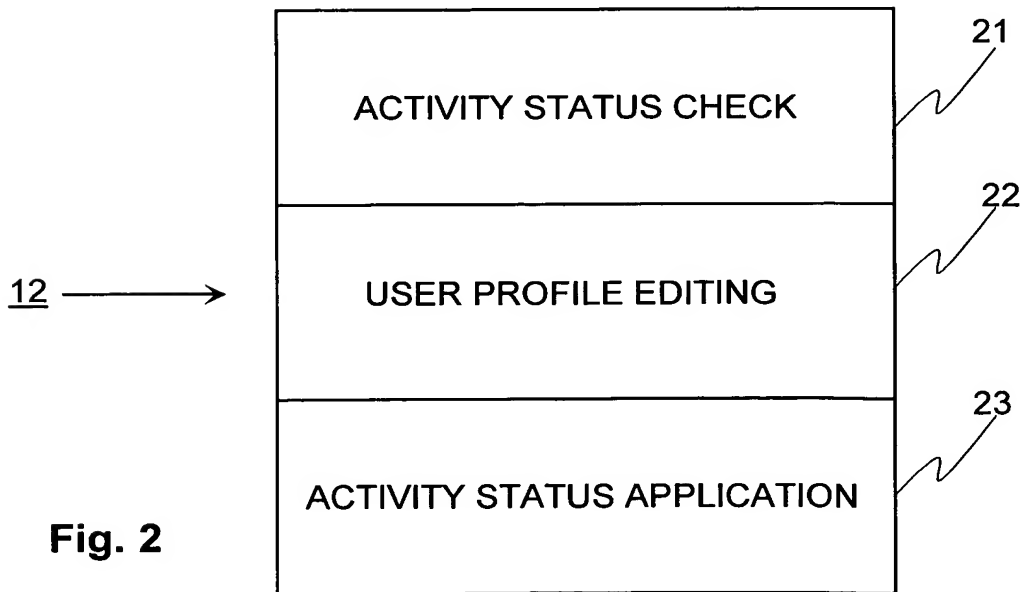 21
ACTIVITY STATUS CHECK
22
12
USER PROFILE EDITING
23
ACTIVITY STATUS APPLICATION
Fig. 2